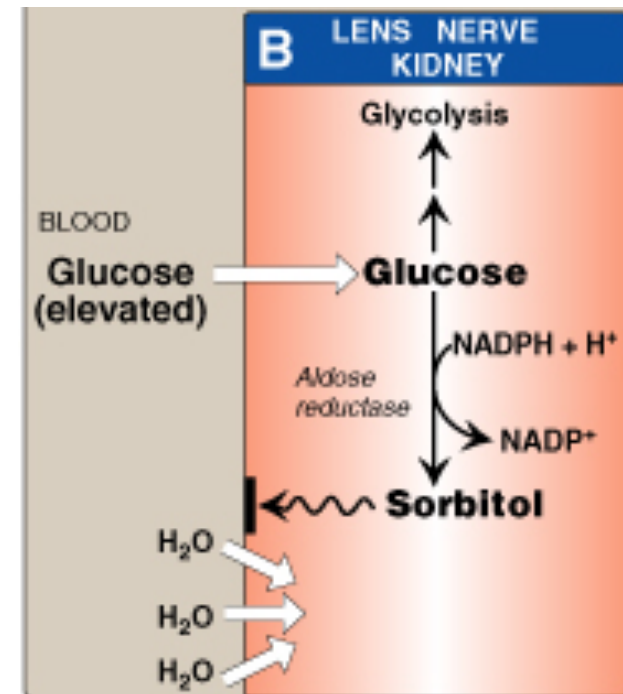 B
LENS NERVE
KIDNEY
Glycolysis
BLOOD
Glucose
(elevated)
Glucose
NADPH + H⁺
Aldose
reductase
NADP⁺
Sorbitol
H₂O
H₂O
H₂O